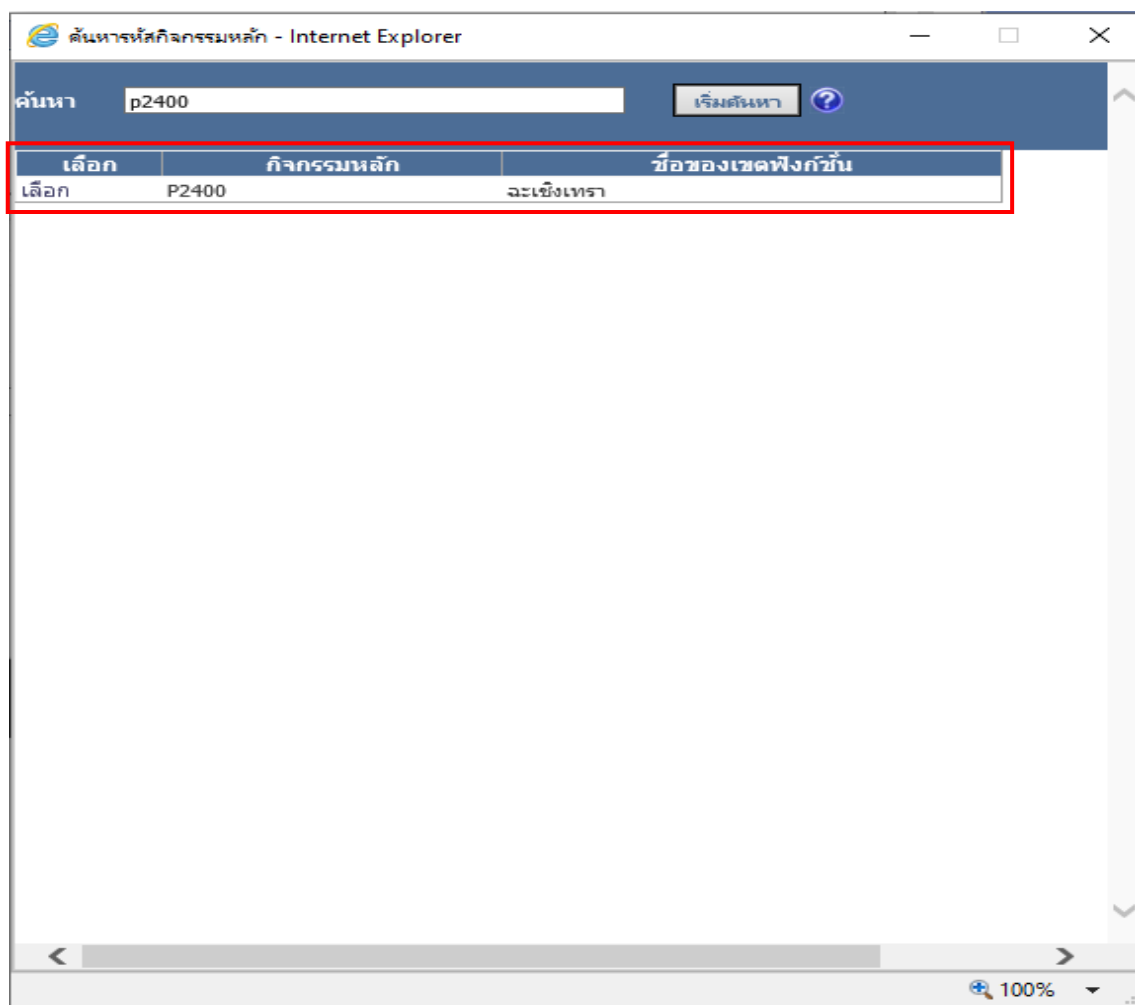 ค้นหารหัสกิจกรรมหลัก - Internet Explorer
ค้นหา p2400 เริ่มค้นหา ?
เลือก กิจกรรมหลัก ชื่อของเขตฟังก์ชั่น
เลือก P2400 ฉะเชิงเทรา
100%